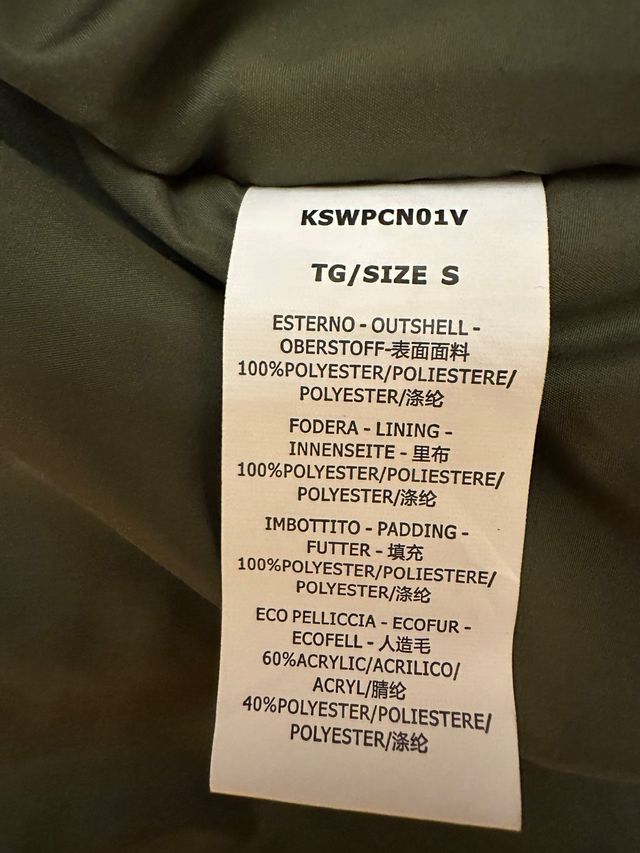 KSWPCN01V
TG/SIZE S
ESTERNO - OUTSHELL -
OBERSTOFF-表面面料
100%POLYESTER/POLIESTERE/
POLYESTER/涤纶
FODERA - LINING -
INNENSEITE - 里布
100%POLYESTER/POLIESTERE/
POLYESTER/涤纶
IMBOTTITO - PADDING -
FUTTER - 填充
100%POLYESTER/POLIESTERE/
POLYESTER/涤纶
ECO PELLICCIA - ECOFUR -
ECOFELL - 人造毛
60%ACRYLIC/ACRILICO/
ACRYL/腈纶
40%POLYESTER/POLIESTERE/
POLYESTER/涤纶